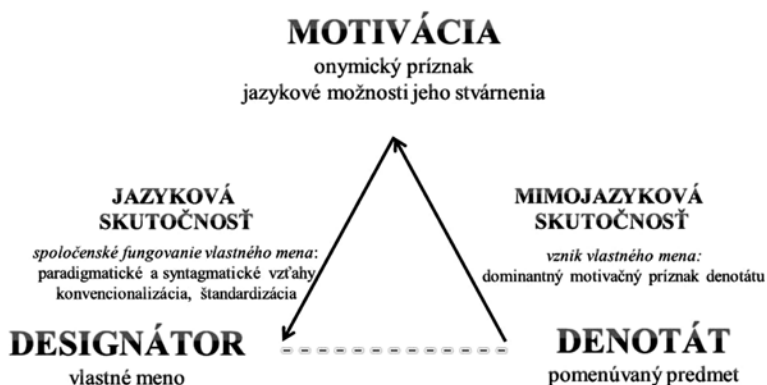 MOTIVÁCIA
onymický príznak
jazykové možnosti jeho stvárnenia
JAZYKOVÁ
SKUTOČNOSŤ
spoločenské fungovanie vlastného mena:
paradigmatické a syntagmatické vzťahy
konvencionalizácia, štandardizácia
MIMOJAZYKOVÁ
SKUTOČNOSŤ
vznik vlastného mena:
dominantný motivačný príznak denotátu
DESIGNÁTOR
vlastné meno
DENOTÁT
pomenúvaný predmet